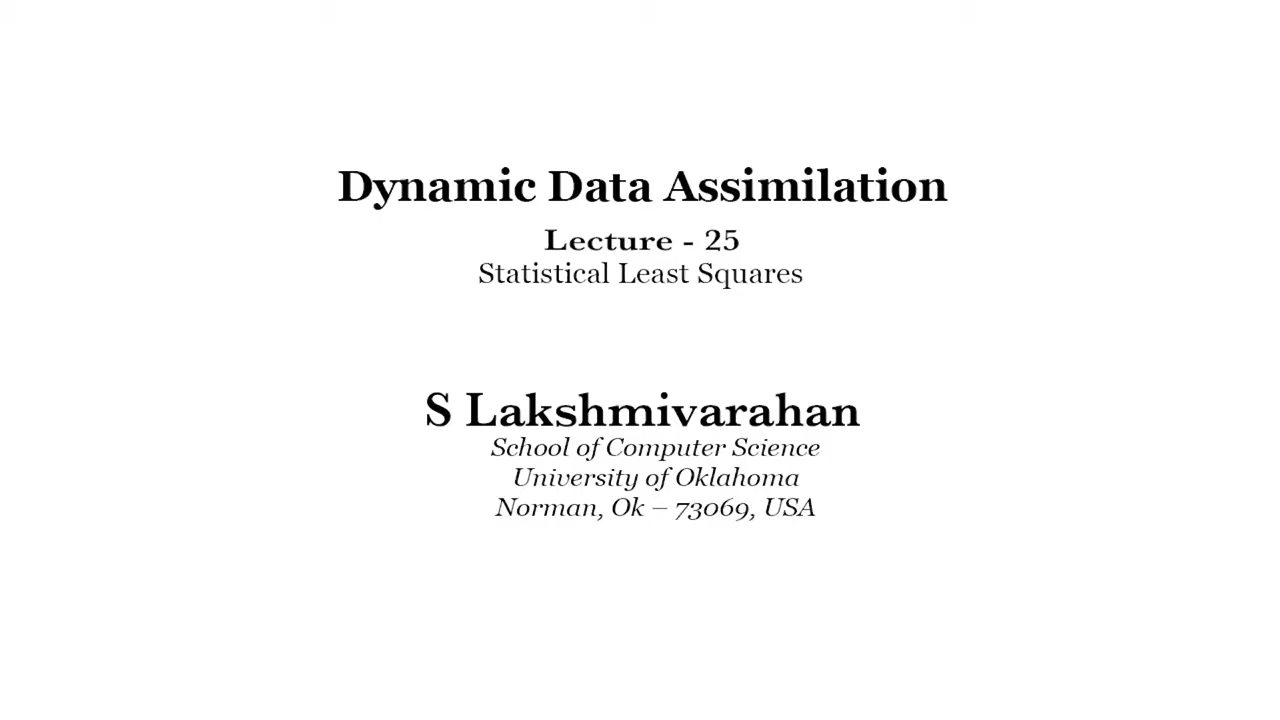 Dynamic Data Assimilation
Lecture - 25
Statistical Least Squares
S Lakshmivarahan
School of Computer Science
University of Oklahoma
Norman, Ok – 73069, USA